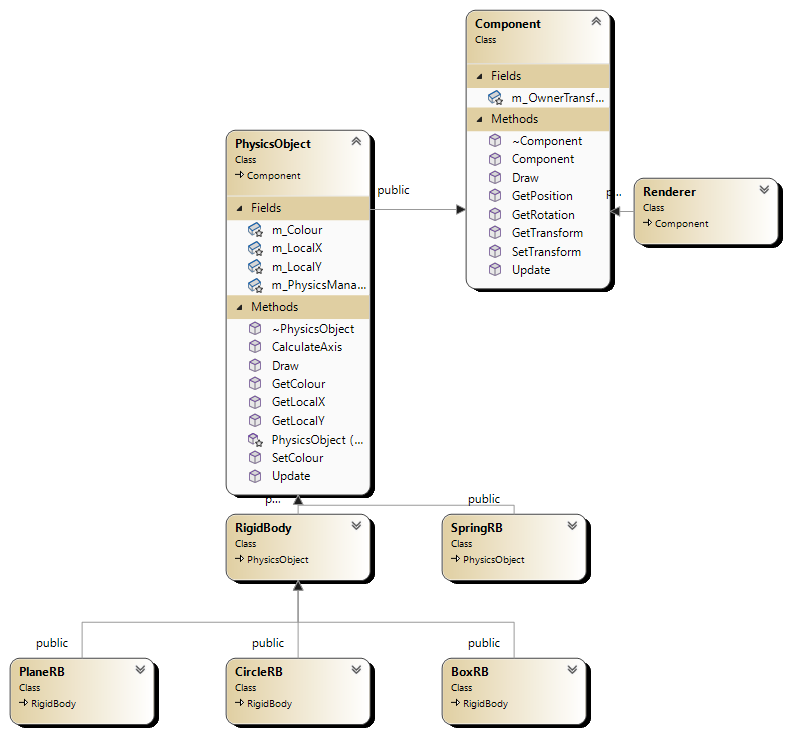 Component
Class
Fields
m_OwnerTransf...
Methods
~Component
Component
Draw
GetPosition
GetRotation
GetTransform
SetTransform
Update
PhysicsObject
Class
Component
Fields
m_Colour
m_LocalX
m_LocalY
m_PhysicsMana...
Methods
~PhysicsObject
CalculateAxis
Draw
GetColour
GetLocalX
GetLocalY
PhysicsObject (...
SetColour
Update
public
p...
Renderer
Class
Component
p...
public
RigidBody
Class
PhysicsObject
SpringRB
Class
PhysicsObject
public
public
public
PlaneRB
Class
RigidBody
CircleRB
Class
RigidBody
BoxRB
Class
RigidBody